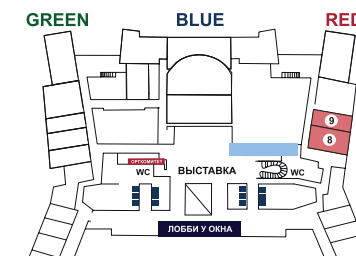 GREEN BLUE RED
9
8
ОРГКОМИТЕТ
WC ВЫСТАВКА WC
ЛОББИ У ОКНА